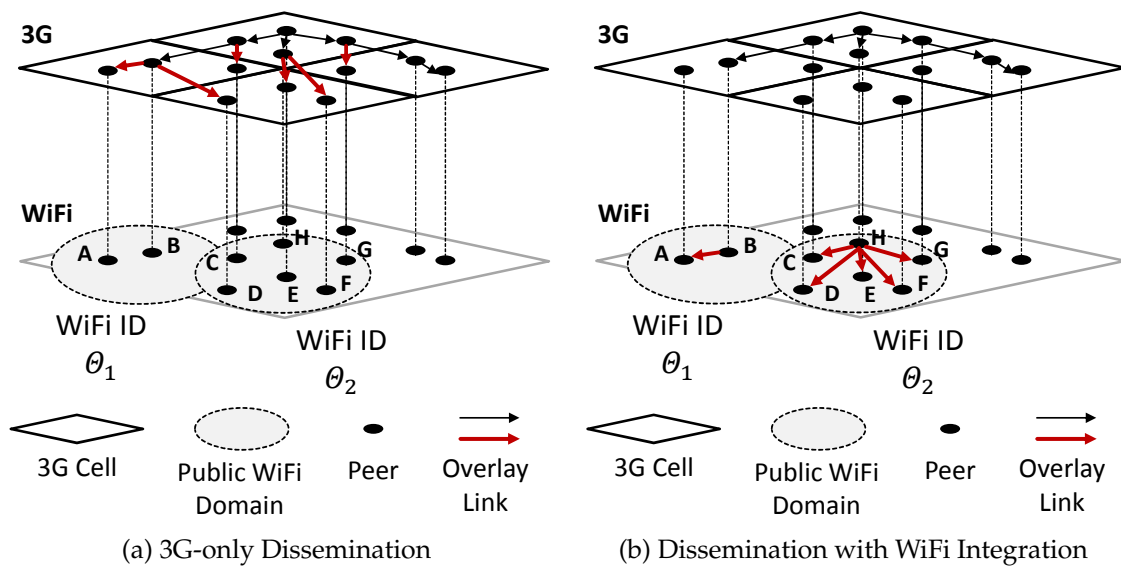 3G
WiFi
A
B
C
D
E
F
G
H
WiFi ID
Θ₁
WiFi ID
Θ₂
3G Cell
Public WiFi
Domain
Peer
Overlay
Link
(a) 3G-only Dissemination
3G
WiFi
A
B
C
D
E
F
G
H
WiFi ID
Θ₁
WiFi ID
Θ₂
3G Cell
Public WiFi
Domain
Peer
Overlay
Link
(b) Dissemination with WiFi Integration